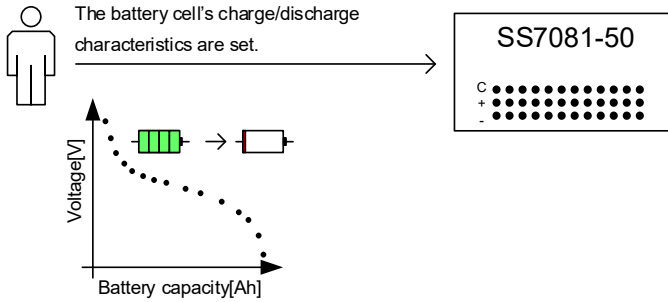 The battery cell's charge/discharge
characteristics are set.
SS7081-50
C
+
-
Voltage[V]
Battery capacity[Ah]